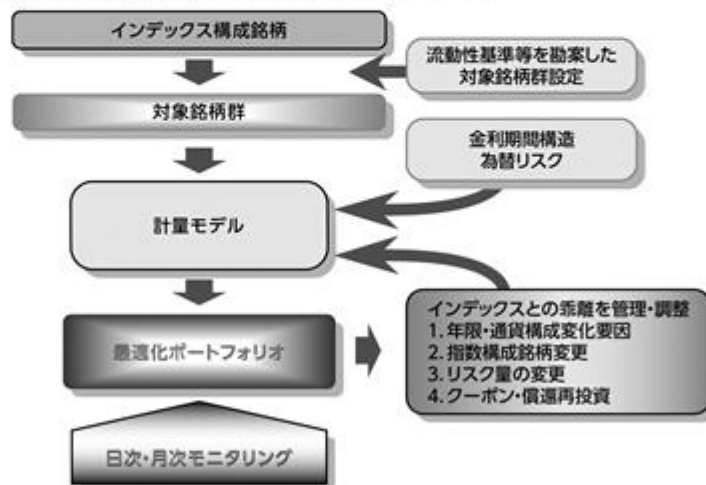 インデックス構成銘柄
流動性基準等を勘案した
対象銘柄群設定
対象銘柄群
金利期間構造
為替リスク
計量モデル
最適化ポートフォリオ
インデックスとの乖離を管理・調整
1. 年限・通貨構成変化要因
2. 指数構成銘柄変更
3. リスク量の変更
4. クーポン・償還再投資
日次・月次モニタリング